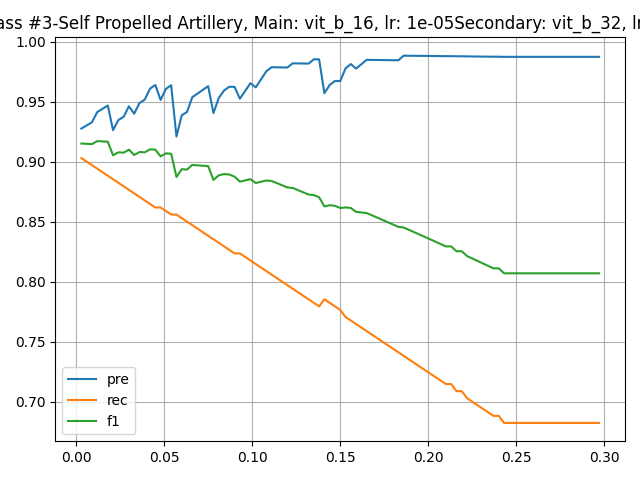 ass #3-Self Propelled Artillery, Main: vit_b_16, lr: 1e-05Secondary: vit_b_32, lr
1.00
0.95
0.90
0.85
0.80
0.75
0.70
pre
rec
f1
0.00 0.05 0.10 0.15 0.20 0.25 0.30